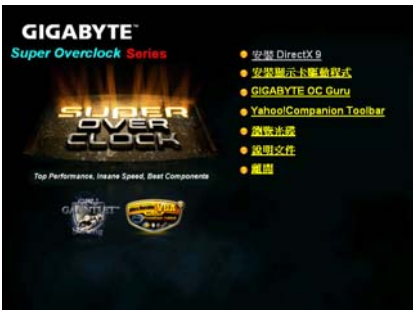 GIGABYTE™
Super Overclock Series
SUPER
OVER
CLOCK
Top Performance, Insane Speed, Best Components
安裝 DirectX 9
安裝顯示卡驅動程式
GIGABYTE OC Guru
Yahoo!Companion Toolbar
瀏覽光碟
說明文件
離開